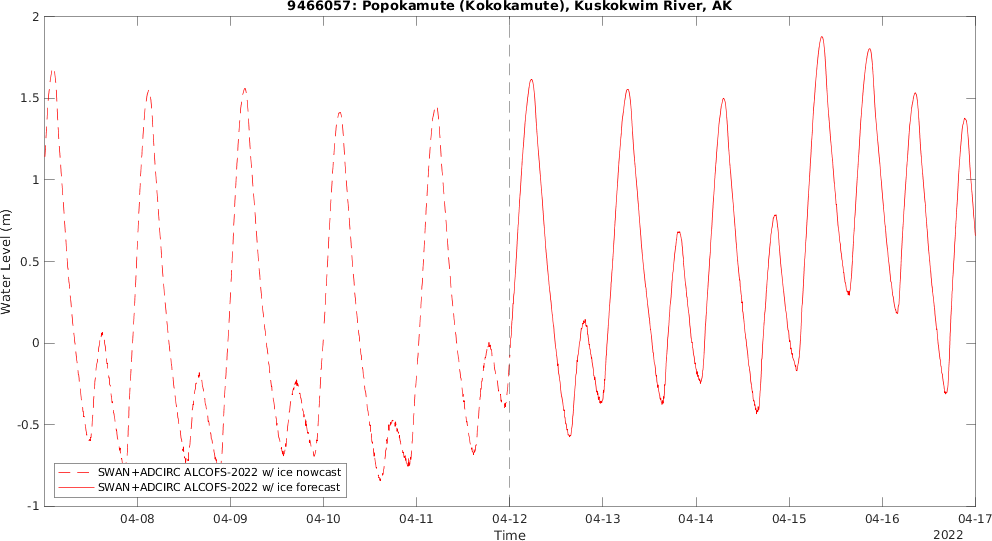 9466057: Popokamute (Kokokamute), Kuskokwim River, AK
2
1.5
1
0.5
0
-0.5
-1
Water Level (m)
SWAN+ADCIRC ALCOFS-2022 w/ ice nowcast
SWAN+ADCIRC ALCOFS-2022 w/ ice forecast
04-08 04-09 04-10 04-11 04-12 04-13 04-14 04-15 04-16 04-17
Time
2022